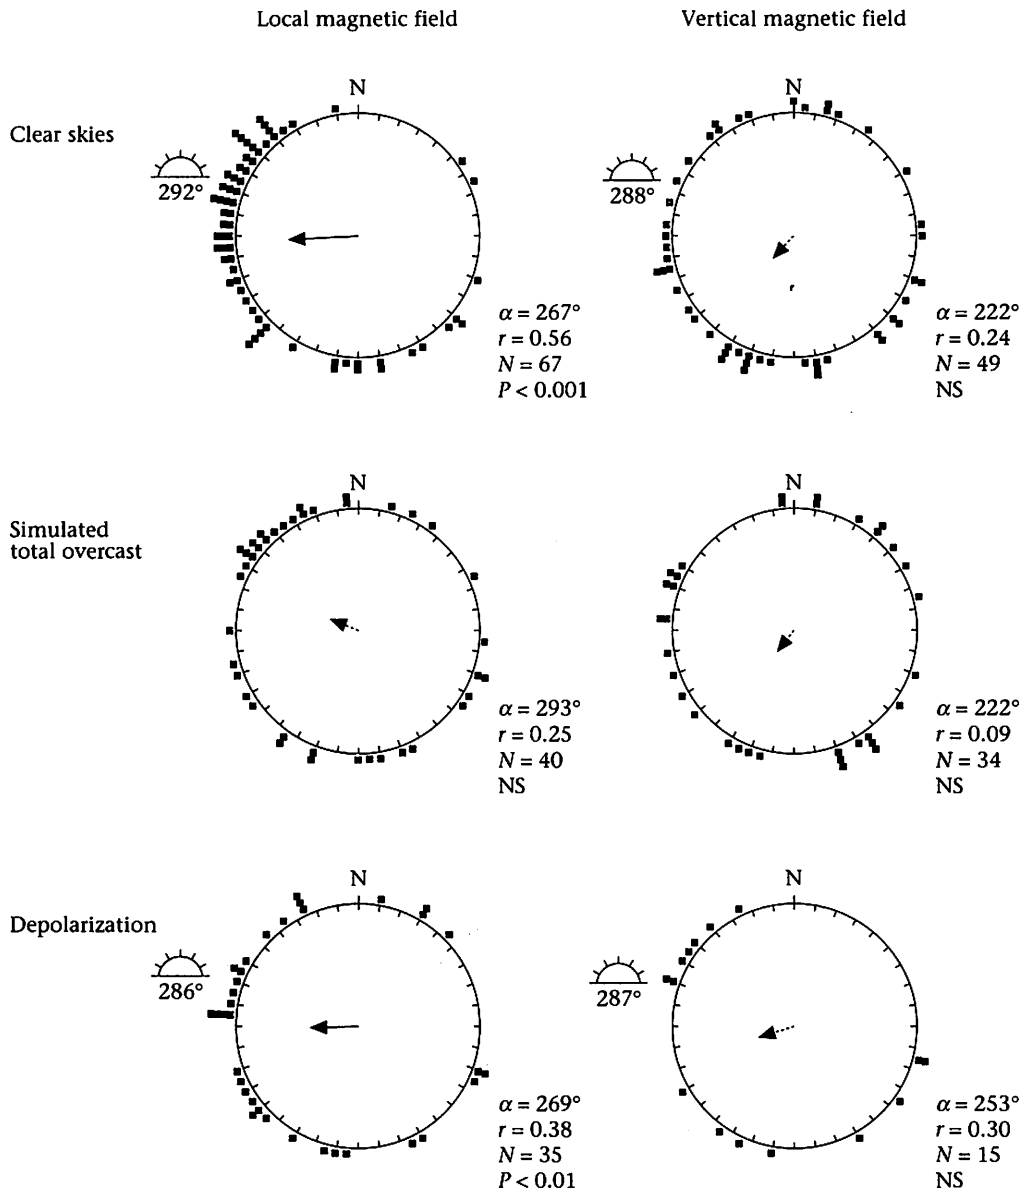 Local magnetic field
Vertical magnetic field
Clear skies
N
292°
α = 267°
r = 0.56
N = 67
P < 0.001
N
288°
r
α = 222°
r = 0.24
N = 49
NS
Simulated
total overcast
N
α = 293°
r = 0.25
N = 40
NS
N
α = 222°
r = 0.09
N = 34
NS
Depolarization
N
286°
α = 269°
r = 0.38
N = 35
P < 0.01
N
287°
α = 253°
r = 0.30
N = 15
NS